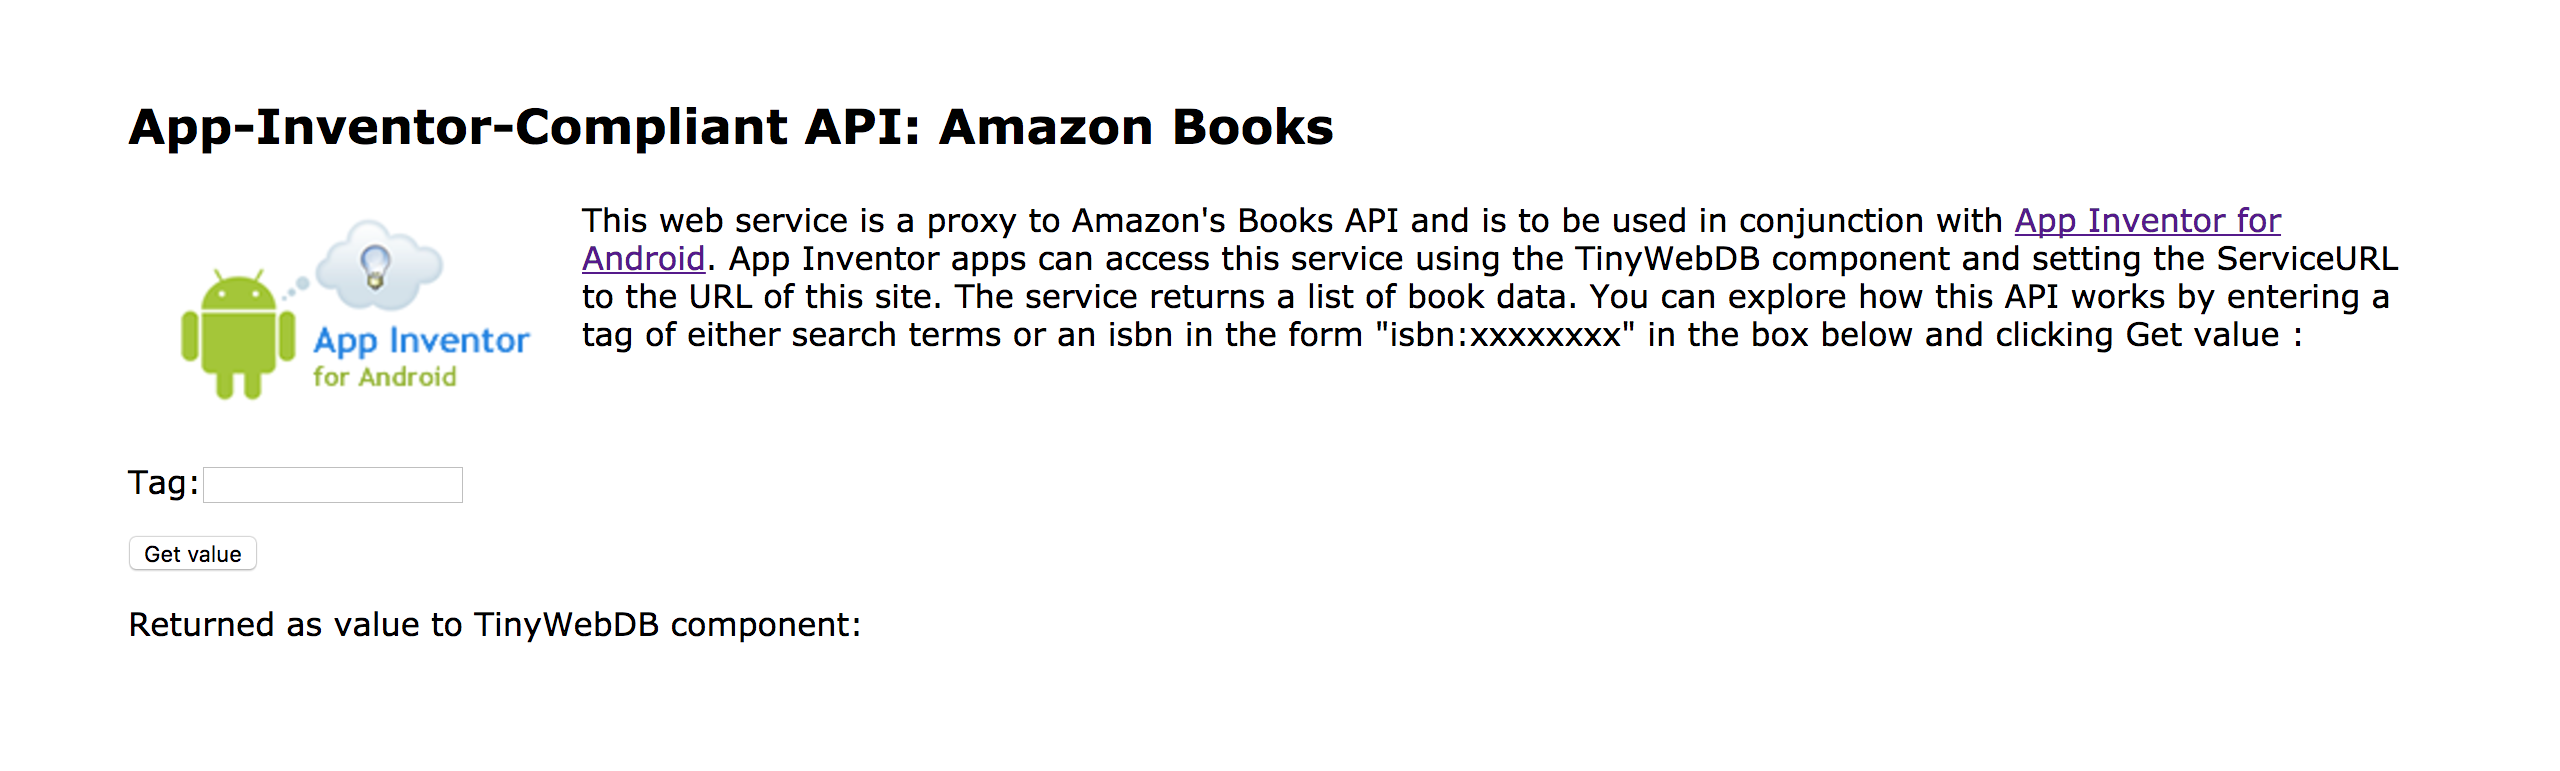 App-Inventor-Compliant API: Amazon Books
App Inventor
for Android
This web service is a proxy to Amazon's Books API and is to be used in conjunction with App Inventor for
Android. App Inventor apps can access this service using the TinyWebDB component and setting the ServiceURL
to the URL of this site. The service returns a list of book data. You can explore how this API works by entering a
tag of either search terms or an isbn in the form "isbn:xxxxxxxx" in the box below and clicking Get value :
Tag:
Get value
Returned as value to TinyWebDB component: